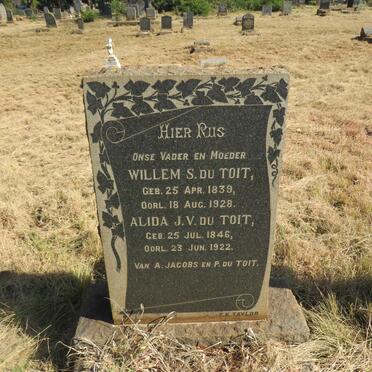 Hier Rus
Onse Vader en Moeder
WILLEM S. DU TOIT,
GEB. 25 APR. 1839,
OORL. 18 AUG. 1928.
ALIDA J.V. DU TOIT,
GEB. 25 JUL. 1846,
OORL. 23 JUN. 1922.
VAN A. JACOBS EN P. DU TOIT.
TAYLOR